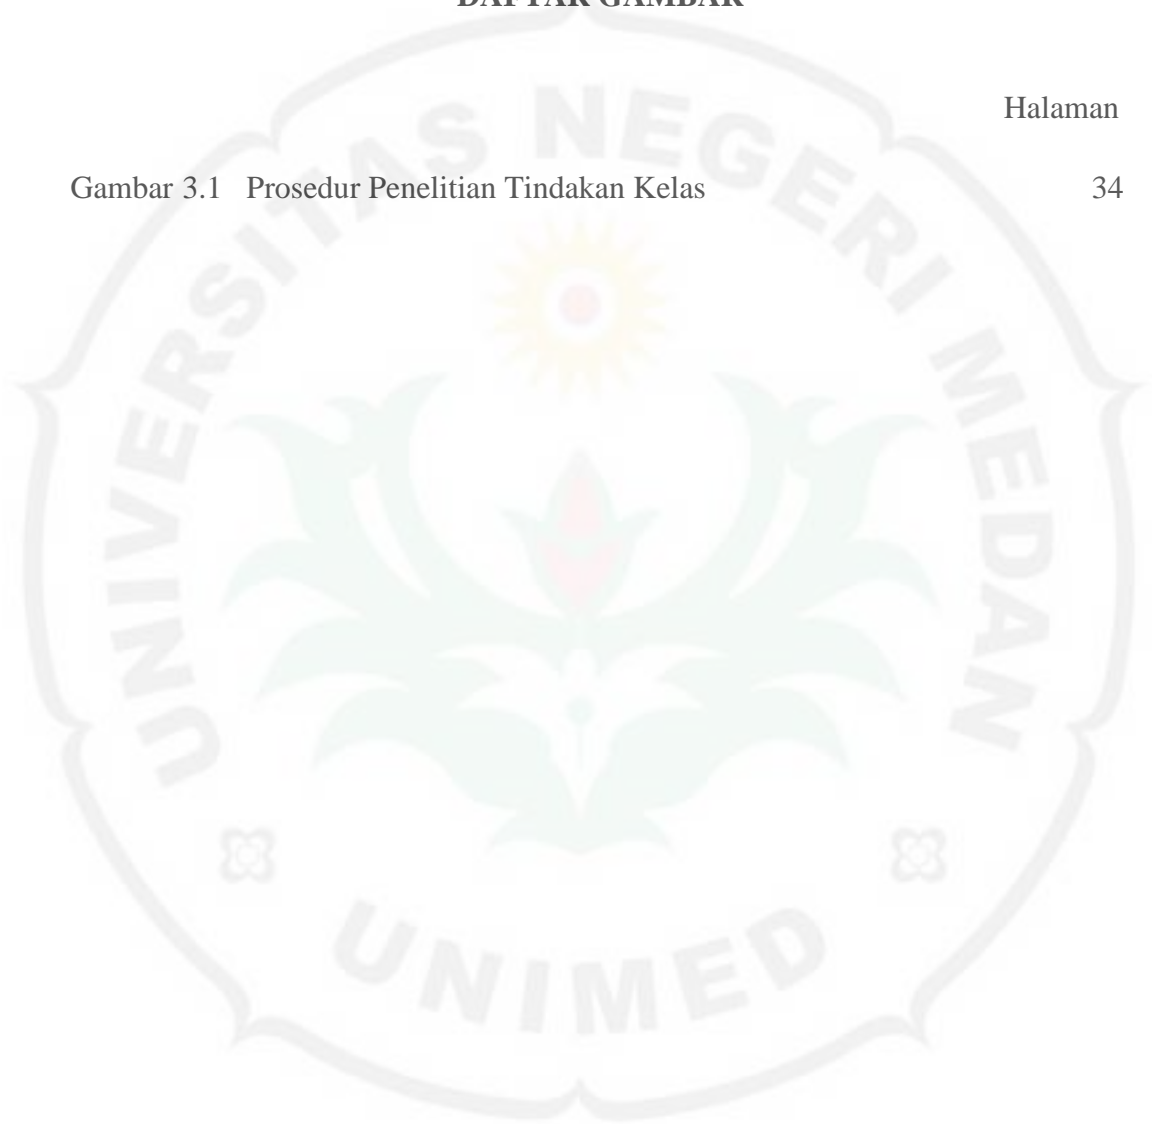 DAFTAR GAMBAR
Halaman
Gambar 3.1 Prosedur Penelitian Tindakan Kelas 34
UNIVERSITAS NEGERI MEDAN
UNIMED